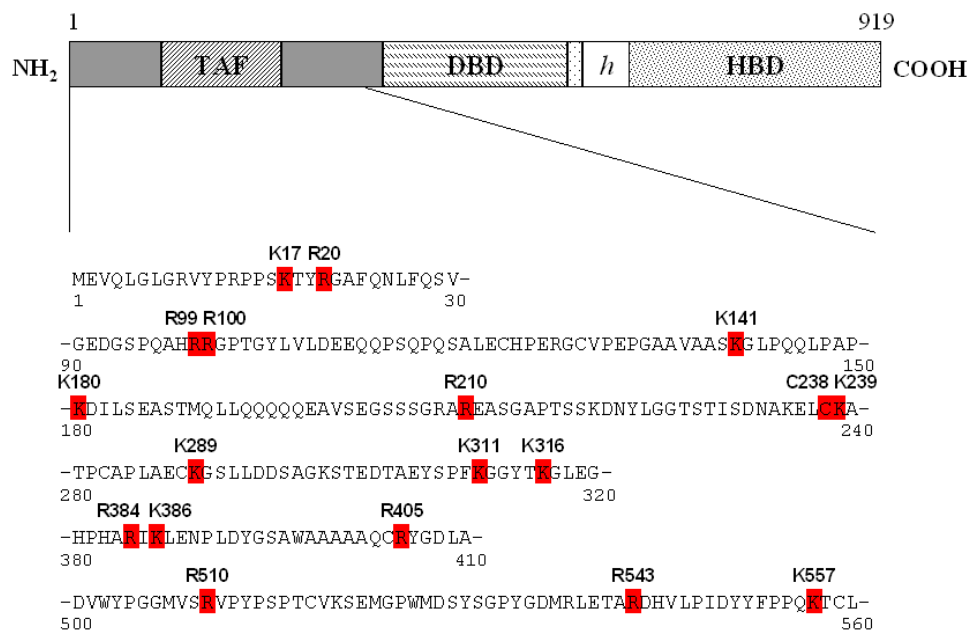 1 919
NH2 TAF DBD h HBD COOH
K17 R20
MEVQLGLGRVYPRPPSKTYRGAFQNLFQSV-
1 30
R99 R100 K141
-GEDGSPQAHRRGPTGYLVLDEEQQPSQPQSALECHPERGCVPEPGAAVAASKGLPQQLPAP-
90 150
K180 R210 C238 K239
-KDILSEASTMQLLQQQQQEAVSEGSSSGRAREASGAPTSSKDNYLGGTSTISDNAKELCKA-
180 240
K289 K311 K316
-TPCAPLAECKGSLLDDSAGKSTEDTAEYSPFKGGYTKGLEG-
280 320
R384 K386 R405
-HPHARIKLENPLDYGSAWAAAAAQCRYGDLA-
380 410
R510 R543 K557
-DVWYPGGMVSRVPYPSPTCVKSEMGPWMDSYSGPYGDMRLETARDHVLPIDYYFPPQKTCL-
500 560